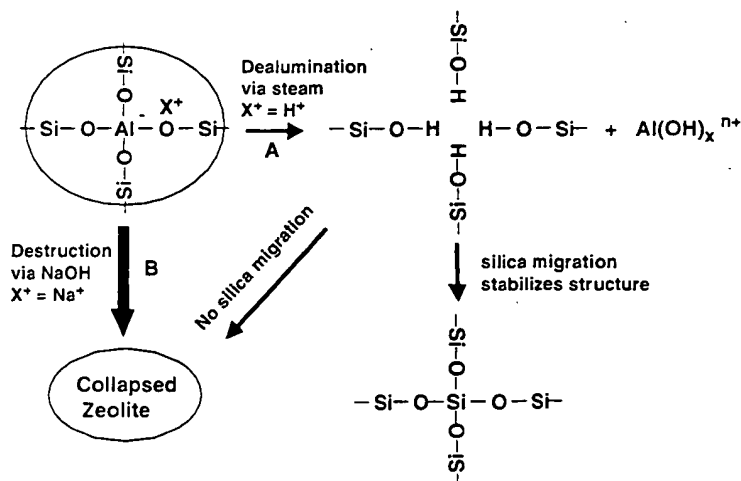 Si
O
X+
Si-O-Al-O-Si
O
Si
Dealumination
via steam
X+ = H+
A
Si
O
H
Si-O-H H-O-Si + Al(OH)x n+
H
O
Si
Destruction
via NaOH
X+ = Na+
B
No silica migration
silica migration
stabilizes structure
Collapsed
Zeolite
Si
O
Si-O-Si-O-Si
O
Si